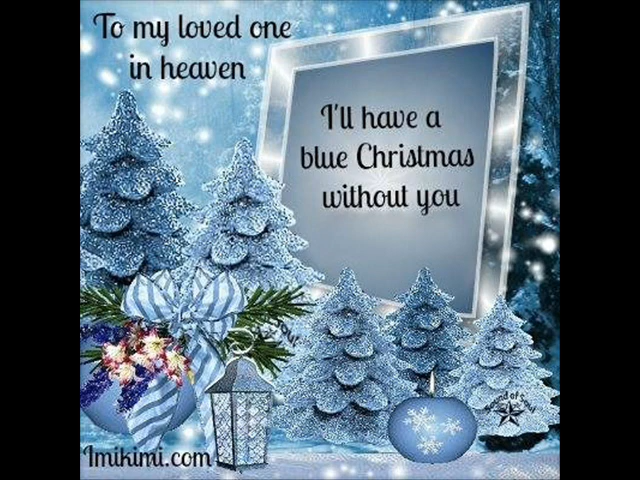 To my loved one
in heaven
I'll have a
blue Christmas
without you
Imikimi.com